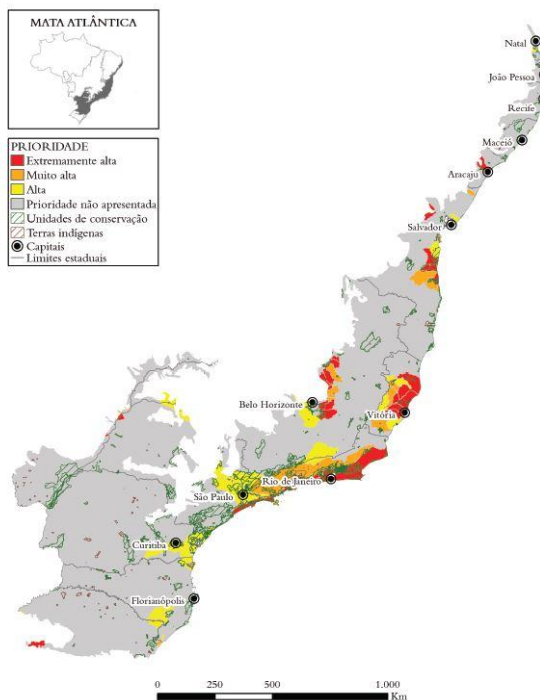 MATA ATLÂNTICA
PRIORIDADE
Extremamente alta
Muito alta
Alta
Prioridade não apresentada
Unidades de conservação
Terras indígenas
Capitais
Limites estaduais
Natal
João Pessoa
Recife
Maceió
Aracaju
Salvador
Belo Horizonte
Vitória
Rio de Janeiro
São Paulo
Curitiba
Florianópolis
0 250 500 1.000
Km